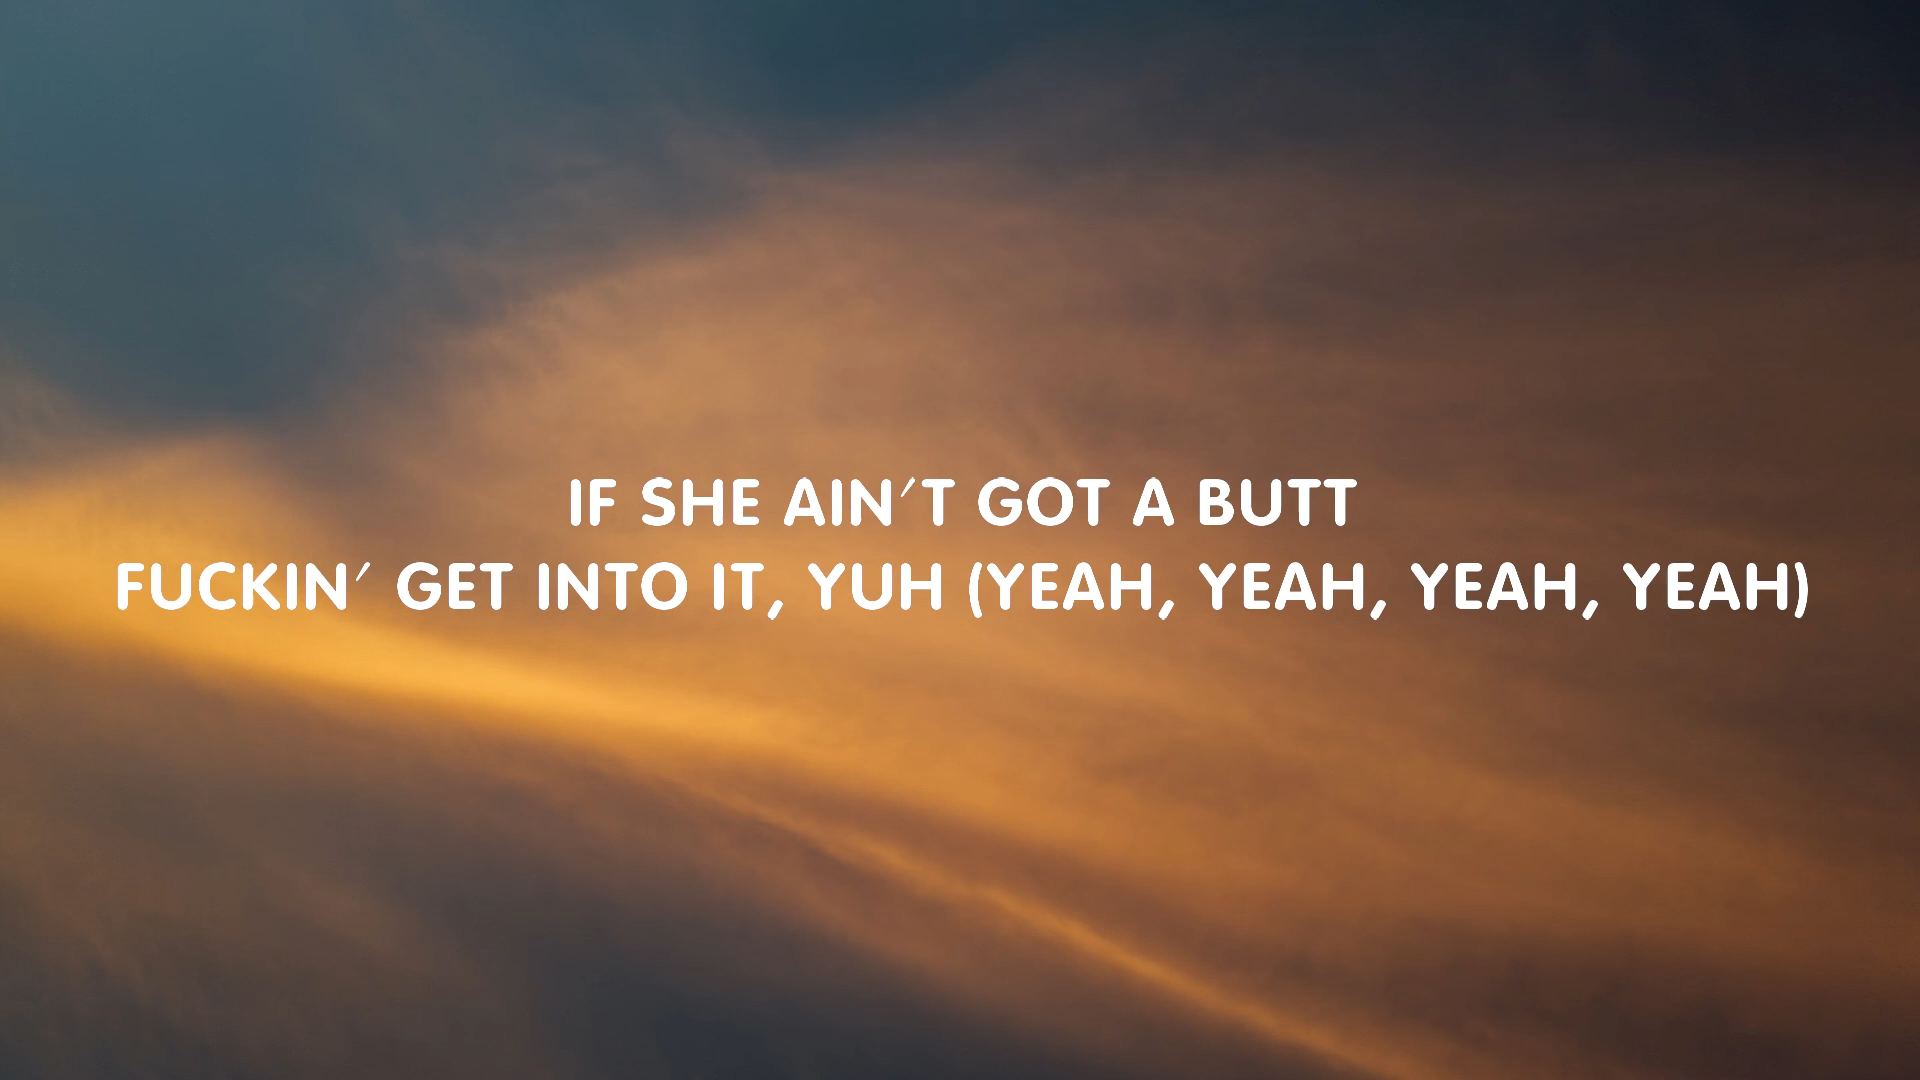 IF SHE AIN'T GOT A BUTT
FUCKIN' GET INTO IT, YUH (YEAH, YEAH, YEAH, YEAH)